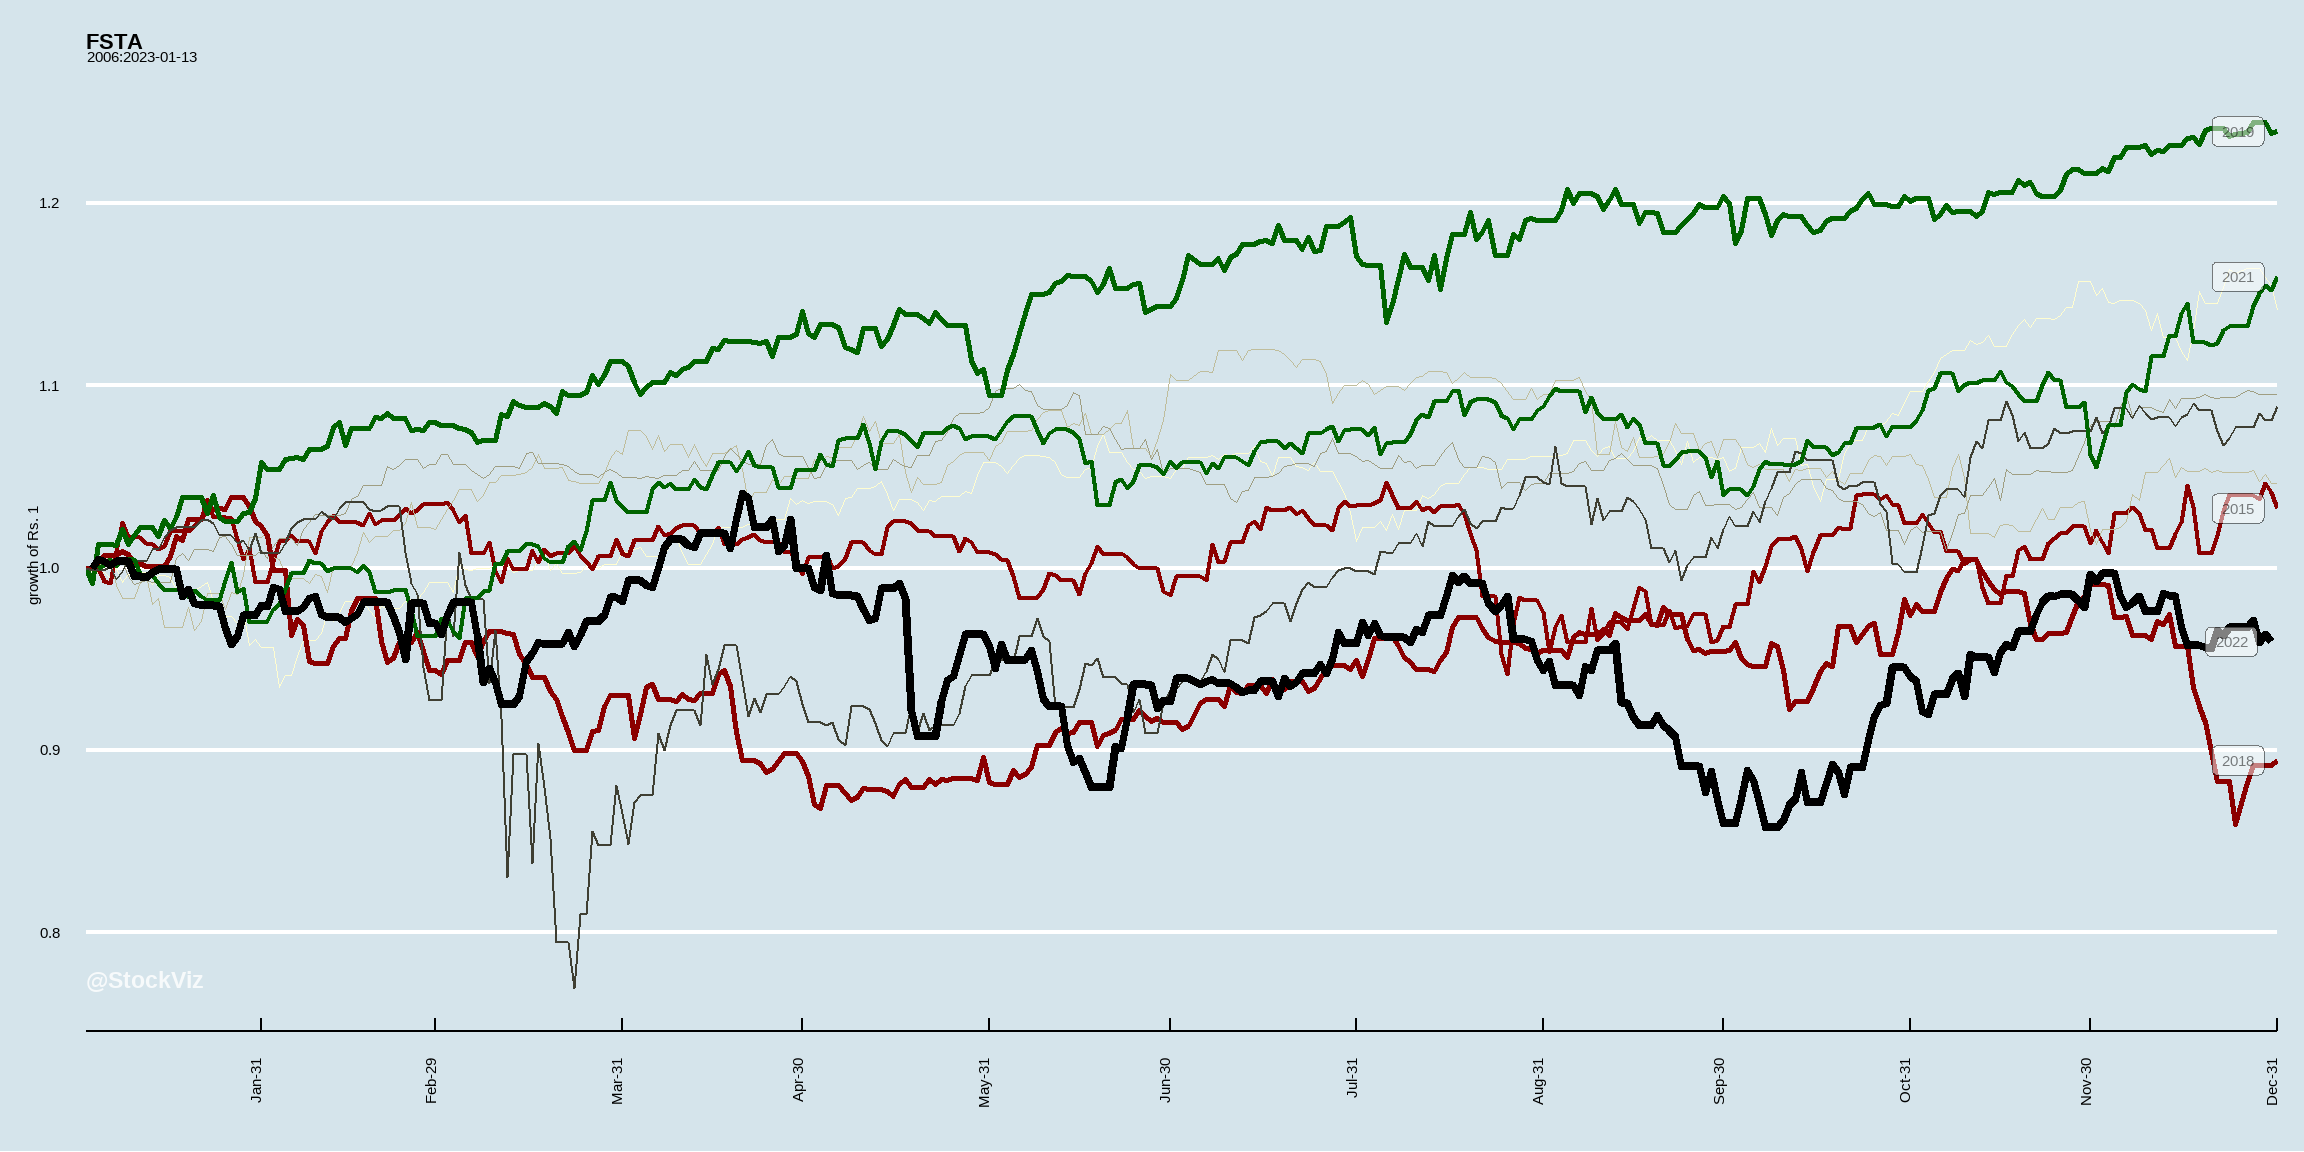 FSTA
2006:2023-01-13
growth of Rs. 1
1.2
1.1
1.0
0.9
0.8
2019
2021
2015
2022
2018
@StockViz
Jan-31
Feb-29
Mar-31
Apr-30
May-31
Jun-30
Jul-31
Aug-31
Sep-30
Oct-31
Nov-30
Dec-31